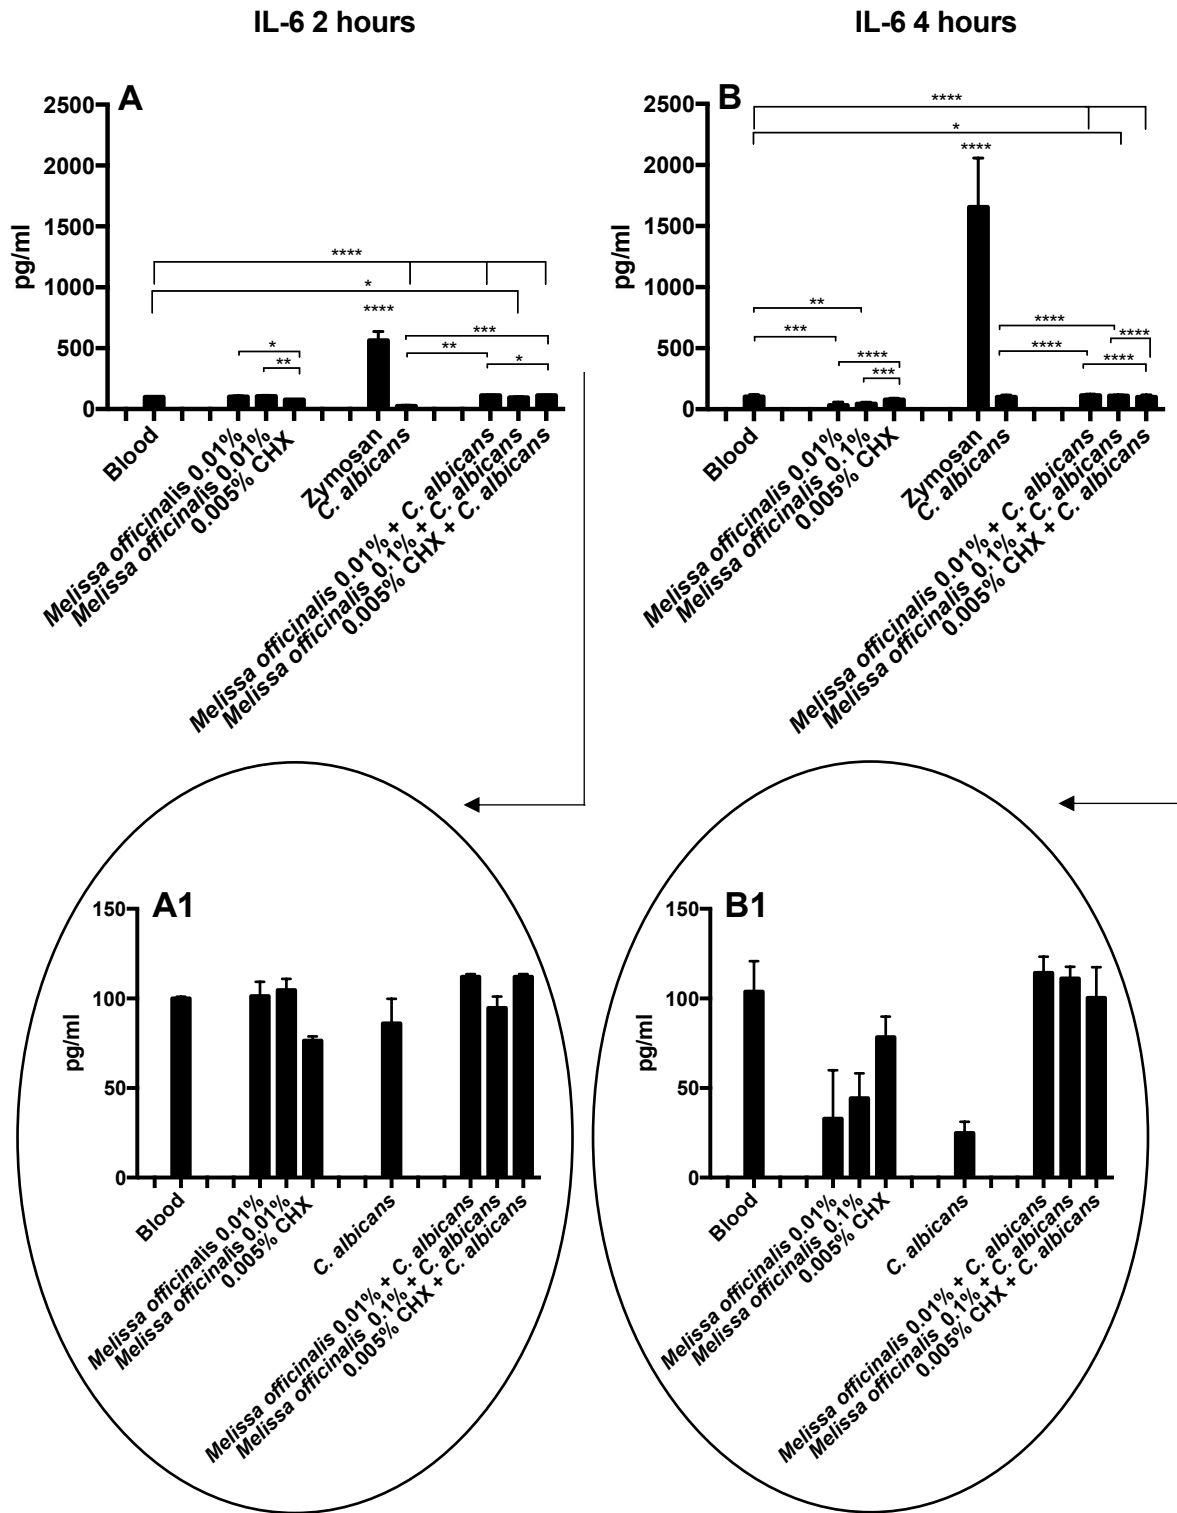 IL-6 2 hours
IL-6 4 hours
A
2500
2000
1500
1000
500
0
pg/ml
****
*
****
***
*
**
**
*
Blood
Melissa officinalis 0.01%
Melissa officinalis 0.01%
0.005% CHX
Zymosan
C. albicans
Melissa officinalis 0.01% + C. albicans
Melissa officinalis 0.1% + C. albicans
0.005% CHX + C. albicans
B
2500
2000
1500
1000
500
0
pg/ml
****
*
****
**
***
****
***
****
****
****
****
Blood
Melissa officinalis 0.01%
Melissa officinalis 0.1%
0.005% CHX
Zymosan
C. albicans
Melissa officinalis 0.01% + C. albicans
Melissa officinalis 0.1% + C. albicans
0.005% CHX + C. albicans
A1
150
100
50
0
pg/ml
Blood
Melissa officinalis 0.01%
Melissa officinalis 0.01%
0.005% CHX
C. albicans
Melissa officinalis 0.01% + C. albicans
Melissa officinalis 0.1% + C. albicans
0.005% CHX + C. albicans
B1
150
100
50
0
pg/ml
Blood
Melissa officinalis 0.01%
Melissa officinalis 0.1%
0.005% CHX
C. albicans
Melissa officinalis 0.01% + C. albicans
Melissa officinalis 0.1% + C. albicans
0.005% CHX + C. albicans